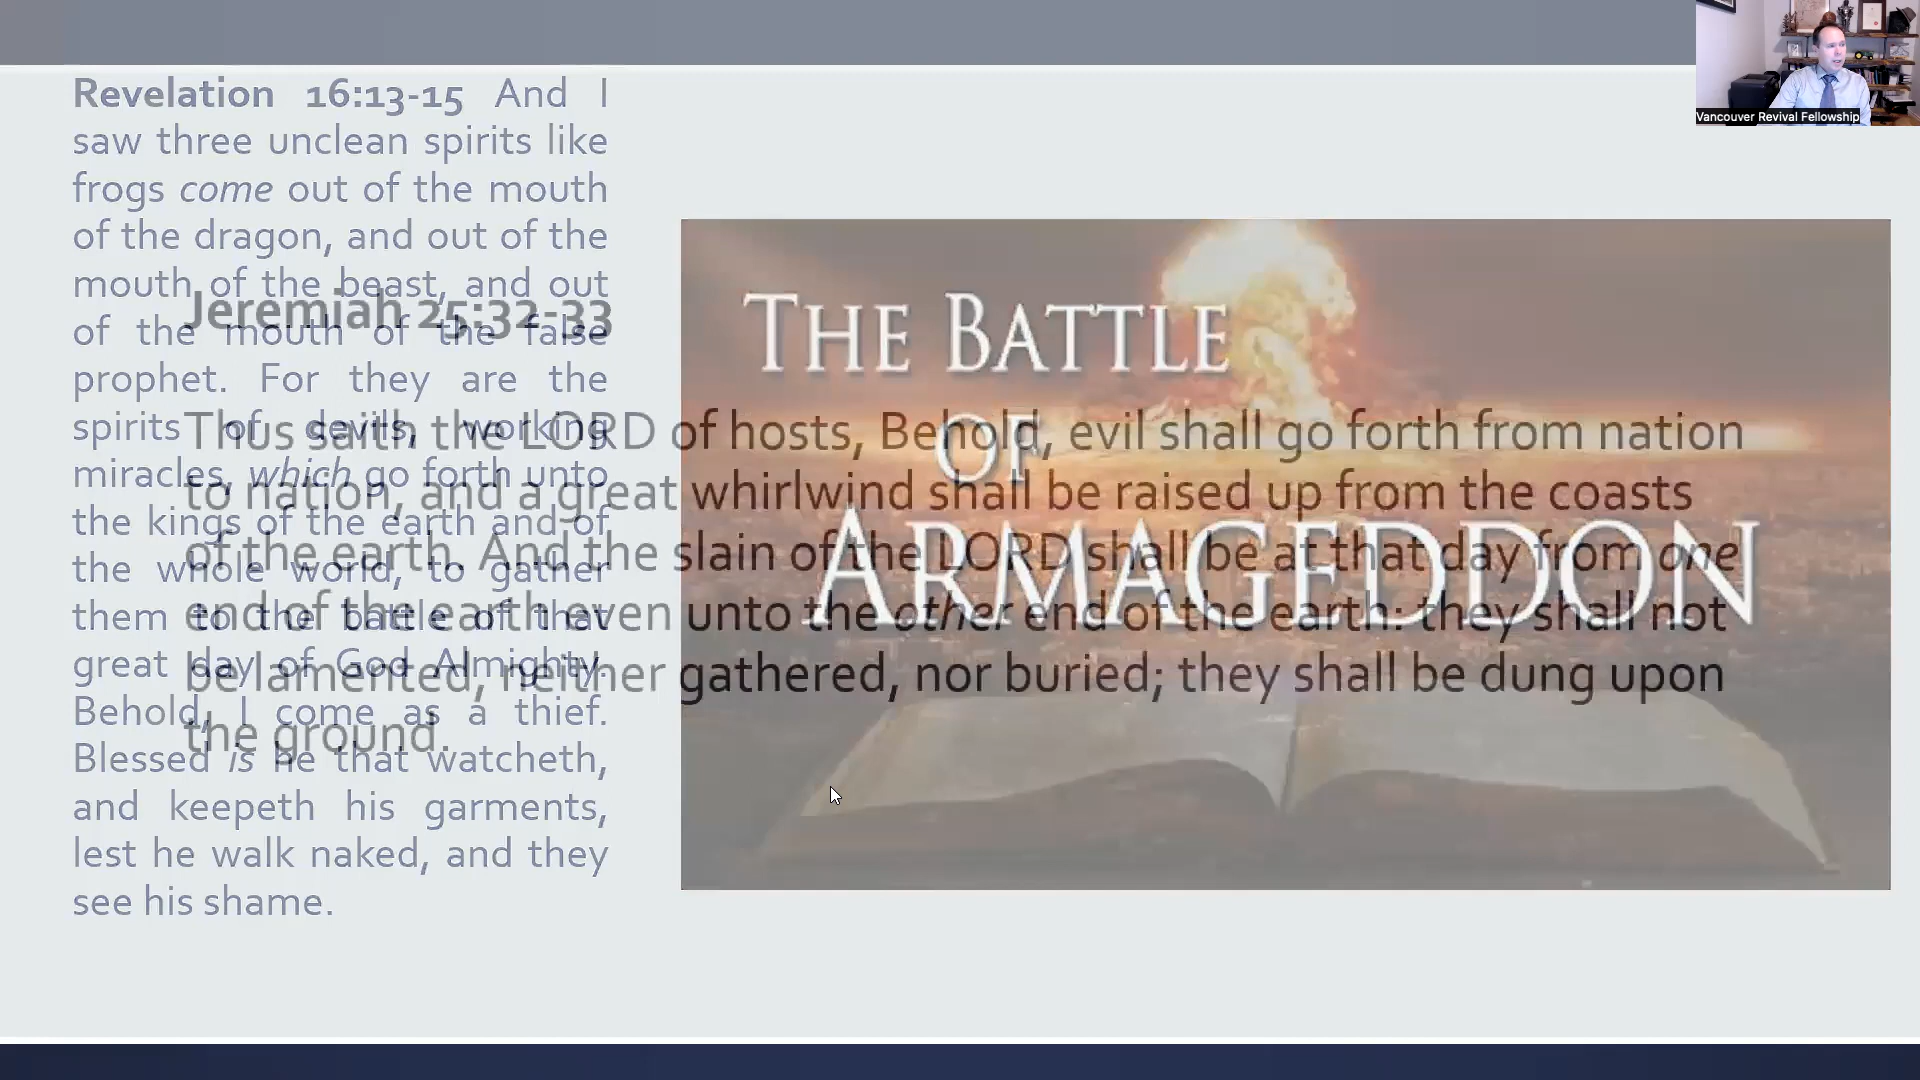 Revelation 16:13-15 And I
saw three unclean spirits like
frogs come out of the mouth
of the dragon, and out of the
mouth of the beast, and out
of the mouth of the false
prophet. For they are the
spirits of devils, working
miracles, which go forth unto
the kings of the earth and of
the whole world, to gather
them to the battle of that
great day of God Almighty.
Behold, I come as a thief.
Blessed is he that watcheth,
and keepeth his garments,
lest he walk naked, and they
see his shame.
Jeremiah 25:32-33
Thus saith the LORD of hosts, Behold, evil shall go forth from nation
to nation, and a great whirlwind shall be raised up from the coasts
of the earth. And the slain of the LORD shall be at that day from one
end of the earth even unto the other end of the earth: they shall not
be lamented, neither gathered, nor buried; they shall be dung upon
the ground.
THE BATTLE
OF
ARMAGEDDON
Vancouver Revival Fellowship